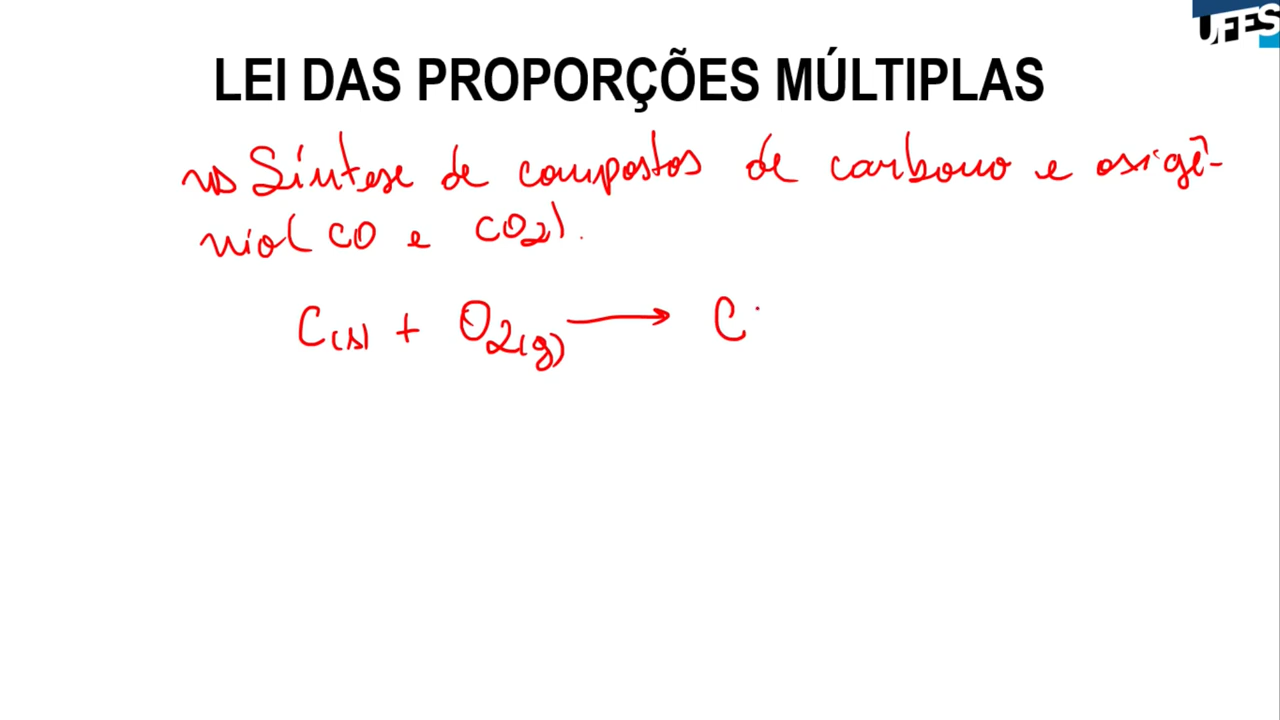 UFES
LEI DAS PROPORÇÕES MÚLTIPLAS
Síntese de compostos de carbono e oxigê-
nio( CO e CO2).
C(s) + O2(g) → C